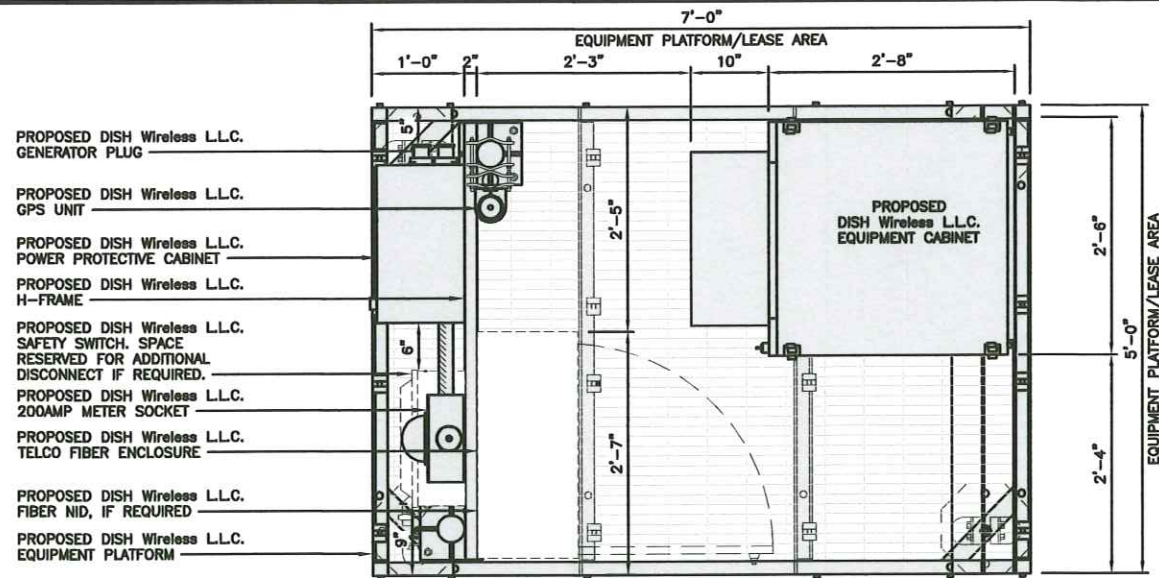 7'-0"
EQUIPMENT PLATFORM/LEASE AREA
1'-0" 2" 2'-3" 10" 2'-8"
PROPOSED DISH Wireless L.L.C.
GENERATOR PLUG
PROPOSED DISH Wireless L.L.C.
GPS UNIT
PROPOSED DISH Wireless L.L.C.
POWER PROTECTIVE CABINET
PROPOSED DISH Wireless L.L.C.
H-FRAME
PROPOSED DISH Wireless L.L.C.
SAFETY SWITCH. SPACE
RESERVED FOR ADDITIONAL
DISCONNECT IF REQUIRED.
PROPOSED DISH Wireless L.L.C.
200AMP METER SOCKET
PROPOSED DISH Wireless L.L.C.
TELCO FIBER ENCLOSURE
PROPOSED DISH Wireless L.L.C.
FIBER NID, IF REQUIRED
PROPOSED DISH Wireless L.L.C.
EQUIPMENT PLATFORM
5"
6"
9"
2'-5"
2'-7"
PROPOSED
DISH Wireless L.L.C.
EQUIPMENT CABINET
2'-6"
2'-4"
5'-0"
EQUIPMENT PLATFORM/LEASE AREA